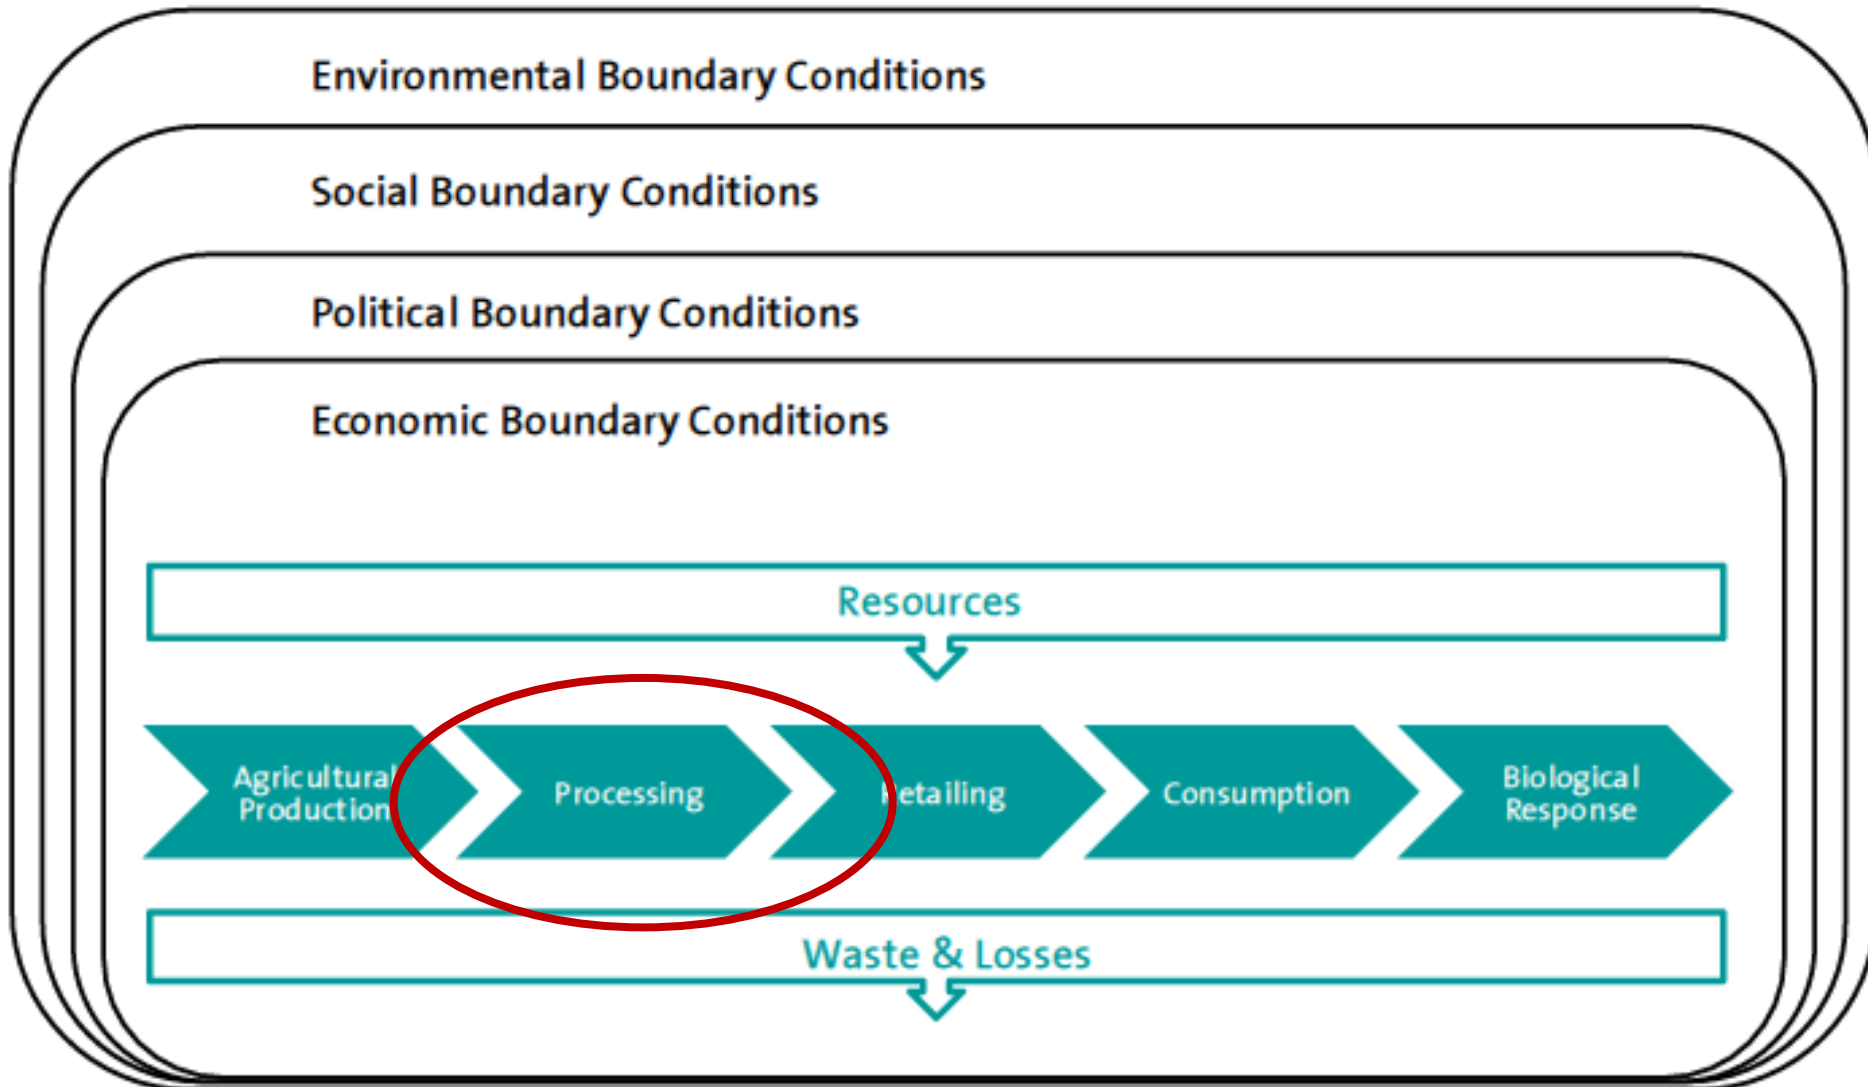 Environmental Boundary Conditions
Social Boundary Conditions
Political Boundary Conditions
Economic Boundary Conditions
Resources
Agricultural
Production
Processing
Retailing
Consumption
Biological
Response
Waste & Losses